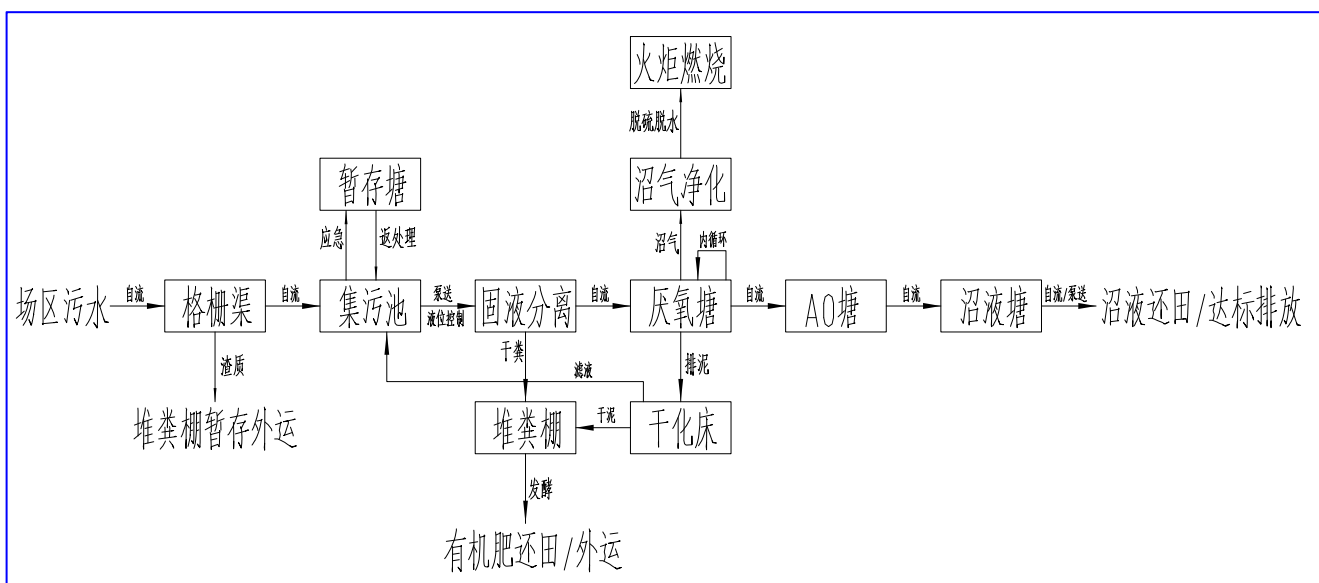 火炬燃烧
脱硫脱水
暂存塘
沼气净化
应急
返处理
沼气
内循环
场区污水
自流
格栅渠
自流
集污池
泵送
液位控制
固液分离
自流
厌氧塘
自流
AO塘
自流
沼液塘
自流/泵送
沼液还田/达标排放
渣质
干粪
滤液
排泥
堆粪棚暂存外运
堆粪棚
干泥
干化床
发酵
有机肥还田/外运